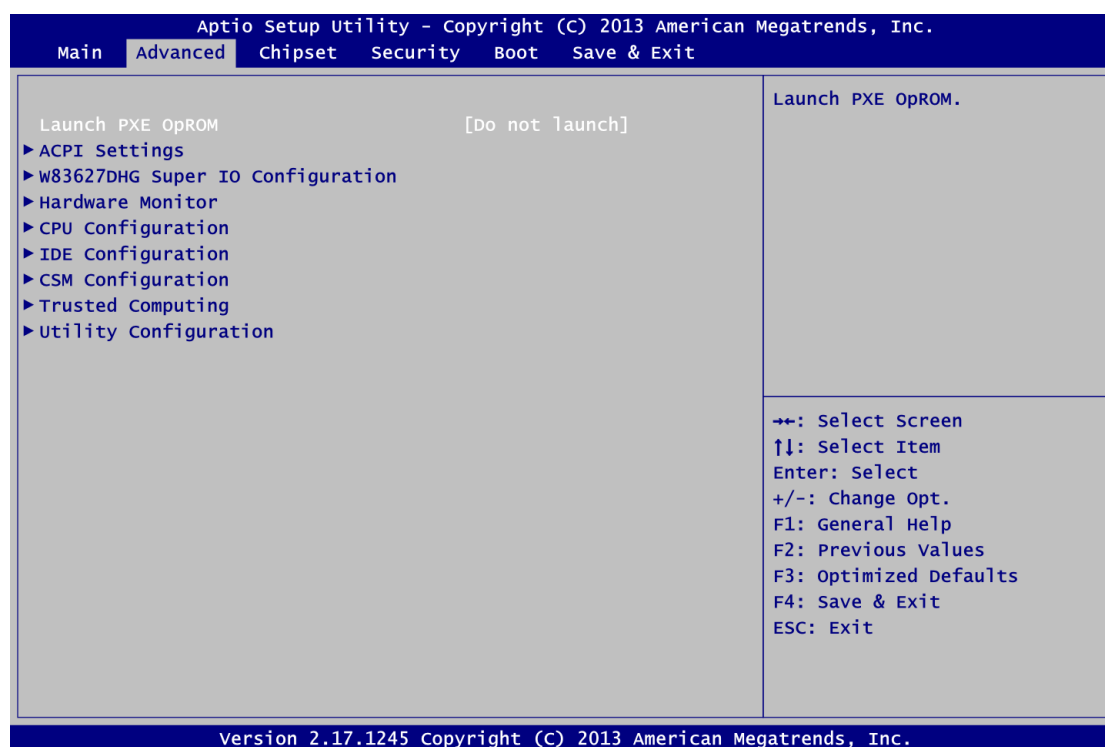 Aptio Setup Utility – Copyright (C) 2013 American Megatrends, Inc.
Main Advanced Chipset Security Boot Save & Exit
Launch PXE OpROM [Do not launch]
►ACPI Settings
►W83627DHG Super IO Configuration
►Hardware Monitor
►CPU Configuration
►IDE Configuration
►CSM Configuration
►Trusted Computing
►Utility Configuration
Launch PXE OpROM.
→←: Select Screen
↑↓: Select Item
Enter: Select
+/-: Change Opt.
F1: General Help
F2: Previous Values
F3: Optimized Defaults
F4: Save & Exit
ESC: Exit
Version 2.17.1245 Copyright (C) 2013 American Megatrends, Inc.